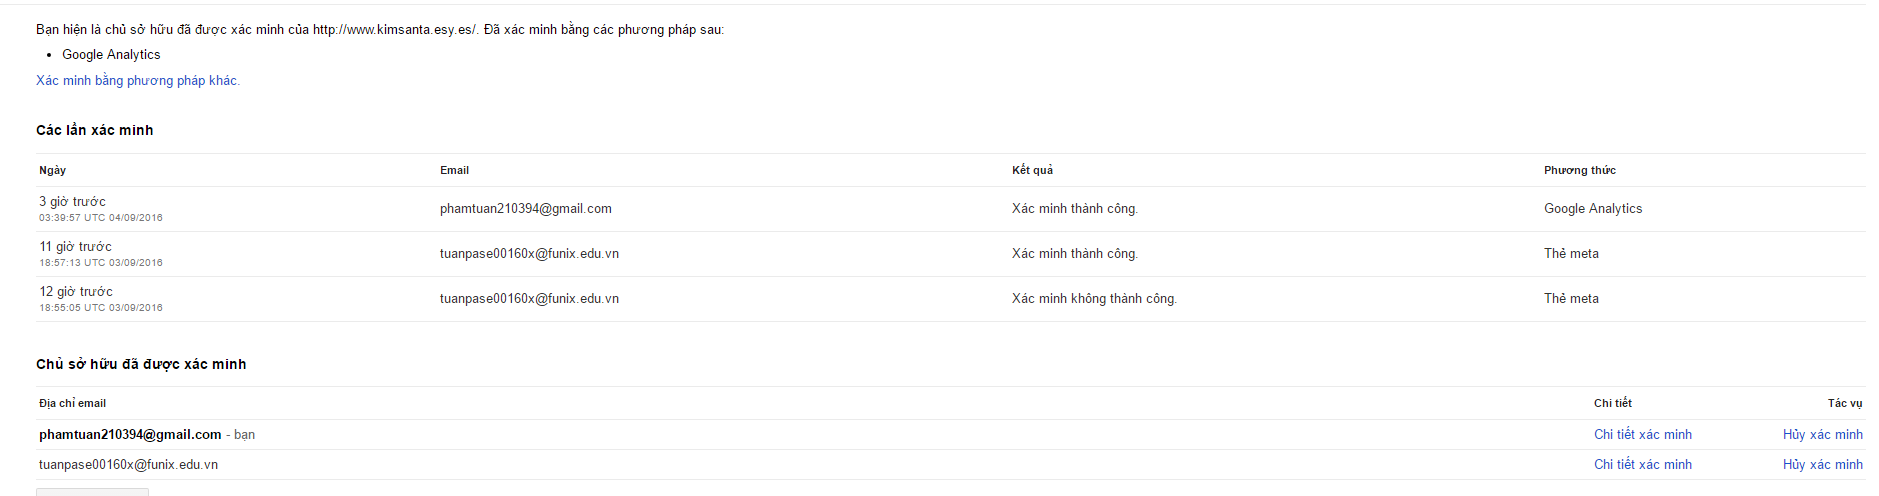 Bạn hiện là chủ sở hữu đã được xác minh của http://www.kimsanta.esy.es/. Đã xác minh bằng các phương pháp sau:
• Google Analytics
Xác minh bằng phương pháp khác.
Các lần xác minh
Ngày Email Kết quả Phương thức
3 giờ trước
03:39:57 UTC 04/09/2016
phamtuan210394@gmail.com Xác minh thành công. Google Analytics
11 giờ trước
18:57:13 UTC 03/09/2016
tuanpase00160x@funix.edu.vn Xác minh thành công. Thẻ meta
12 giờ trước
18:55:05 UTC 03/09/2016
tuanpase00160x@funix.edu.vn Xác minh không thành công. Thẻ meta
Chủ sở hữu đã được xác minh
Địa chỉ email Chi tiết Tác vụ
phamtuan210394@gmail.com - bạn Chi tiết xác minh Hủy xác minh
tuanpase00160x@funix.edu.vn Chi tiết xác minh Hủy xác minh